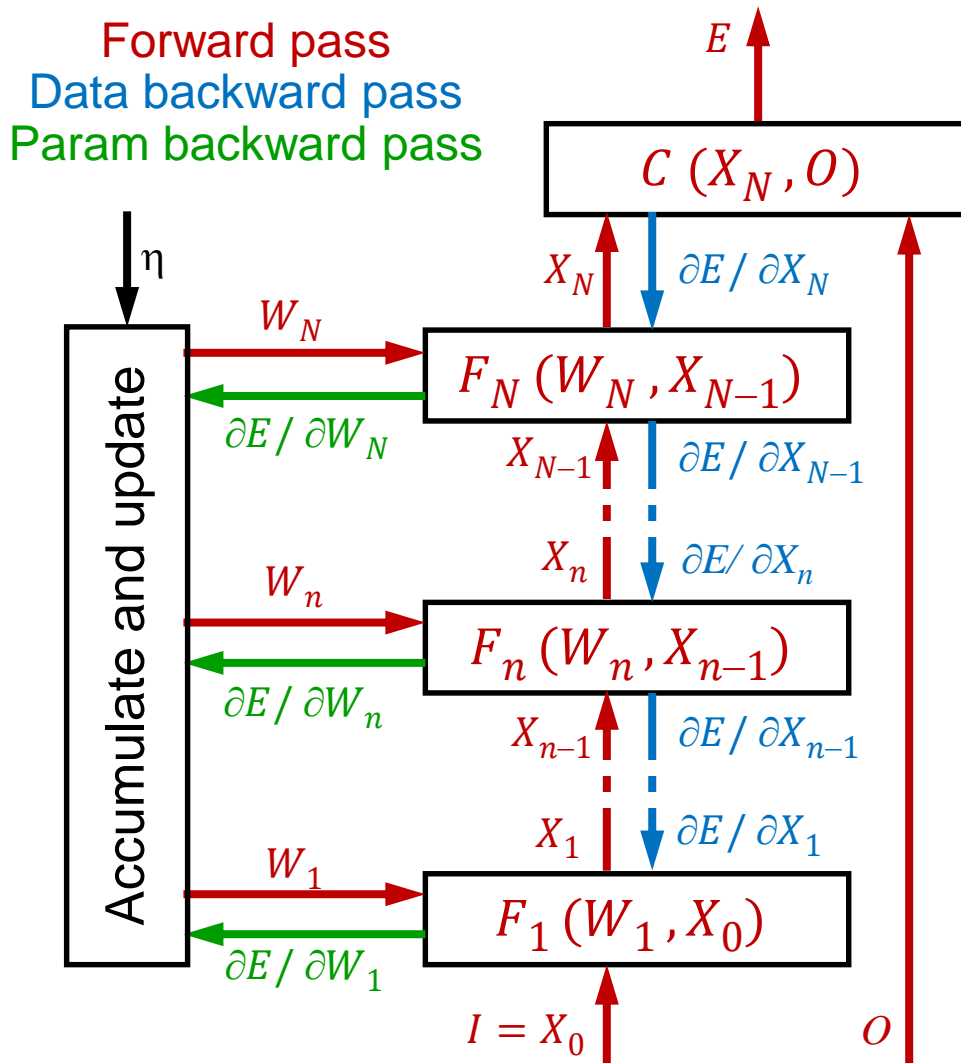 Forward pass
Data backward pass
Param backward pass
E
C (X_N, O)
η
X_N
∂E / ∂X_N
W_N
F_N (W_N, X_{N−1})
∂E / ∂W_N
X_{N−1}
∂E / ∂X_{N−1}
Accumulate and update
X_n
∂E/ ∂X_n
W_n
F_n (W_n, X_{n−1})
∂E / ∂W_n
X_{n−1}
∂E / ∂X_{n−1}
X_1
∂E / ∂X_1
W_1
F_1 (W_1, X_0)
∂E / ∂W_1
I = X_0
O